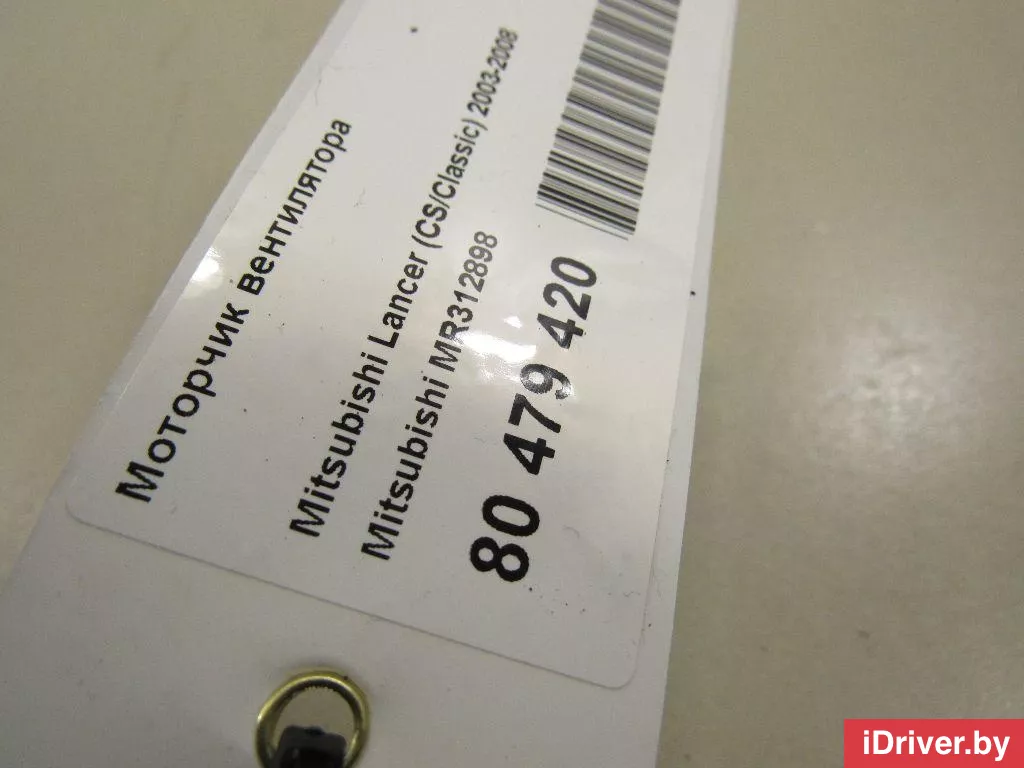 Моторчик вентилятора
Mitsubishi Lancer (CS/Classic) 2003-2008
Mitsubishi MR312898
80 479 420
iDriver.by